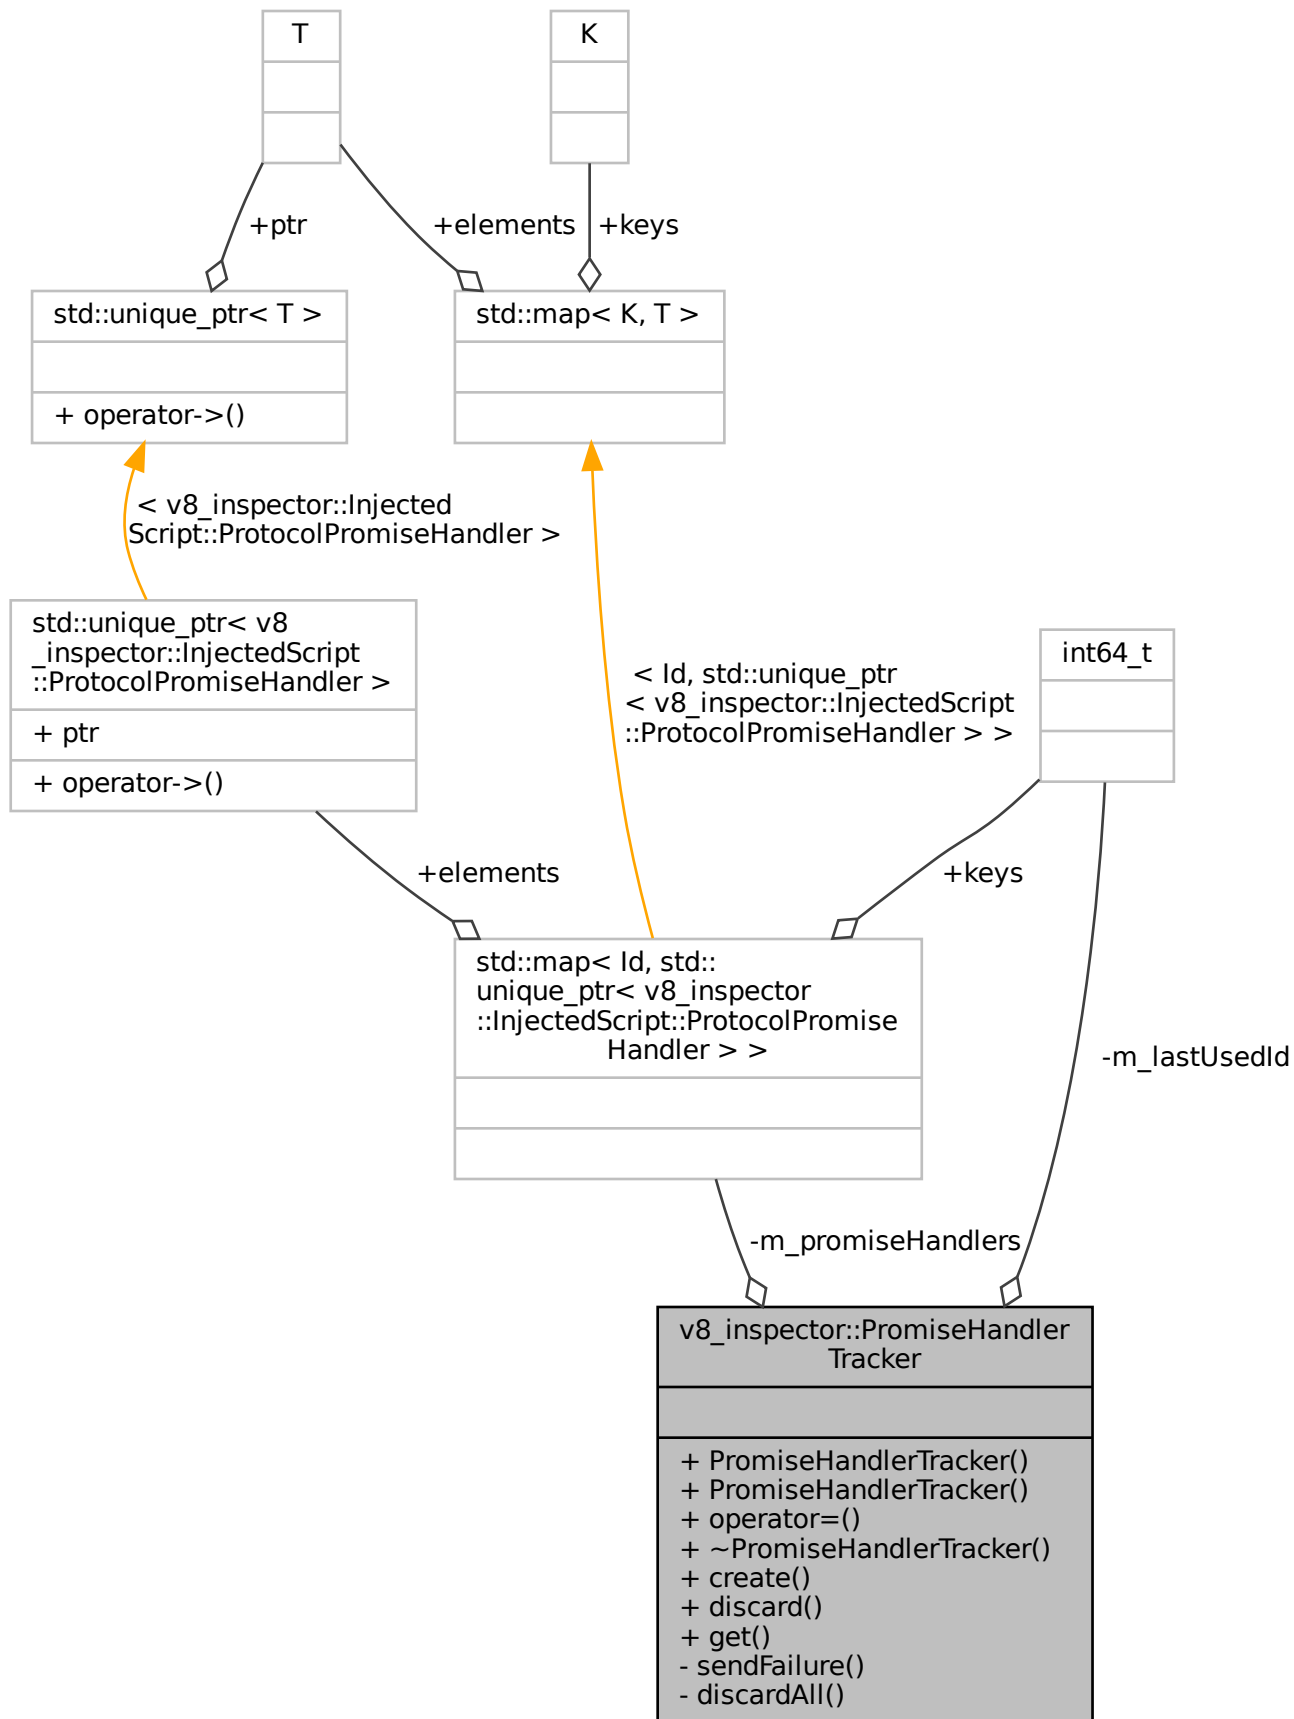 T
K
+ptr
+elements
+keys
std::unique_ptr< T >
+ operator->()
std::map< K, T >
< v8_inspector::Injected
Script::ProtocolPromiseHandler >
std::unique_ptr< v8
_inspector::InjectedScript
::ProtocolPromiseHandler >
+ ptr
+ operator->()
< Id, std::unique_ptr
< v8_inspector::InjectedScript
::ProtocolPromiseHandler > >
int64_t
+elements
+keys
std::map< Id, std::
unique_ptr< v8_inspector
::InjectedScript::ProtocolPromise
Handler > >
-m_lastUsedId
-m_promiseHandlers
v8_inspector::PromiseHandler
Tracker
+ PromiseHandlerTracker()
+ PromiseHandlerTracker()
+ operator=()
+ ~PromiseHandlerTracker()
+ create()
+ discard()
+ get()
- sendFailure()
- discardAll()